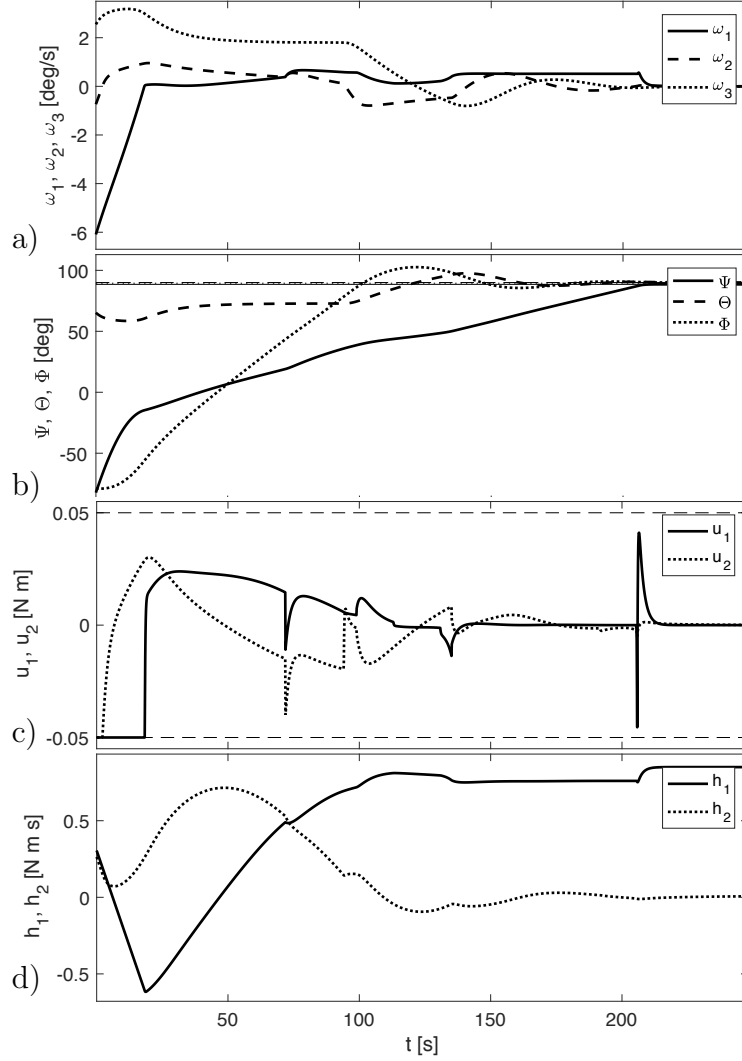 2
0
-2
-4
-6
ω₁, ω₂, ω₃ [deg/s]
ω₁
ω₂
ω₃
a)
100
50
0
-50
Ψ, Θ, Φ [deg]
Ψ
Θ
Φ
b)
0.05
0
-0.05
u₁, u₂ [N m]
u₁
u₂
c)
0.5
0
-0.5
h₁, h₂ [N m s]
h₁
h₂
d)
50 100 150 200
t [s]